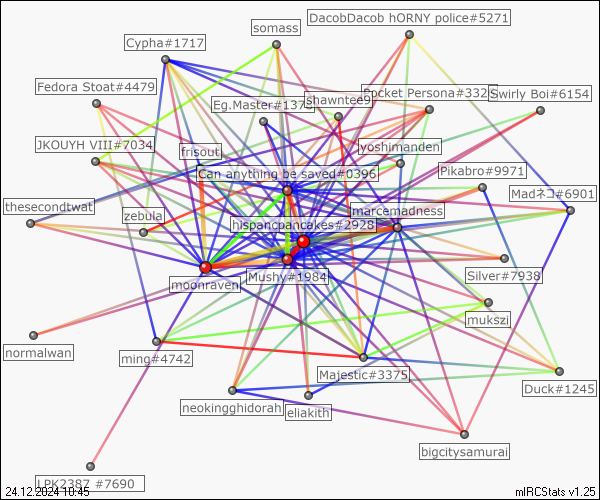 DacobDacob hORNY police#5271
somass
Cypha#1717
Fedora Stoat#4479
Swirly Boi#6154
shawntee9
Eg.Master#137
ocket Persona#332
JKOUYH VIII#7034
frisout
yoshimanden
Can anything be saved#0396
Pikabro#9971
Madネコ#6901
thesecondtwat
zebula
marcemadness
hispancpancakes#2928
moonraven
Mushy#1984
Silver#7938
mukszi
normalwan
ming#4742
Majestic#3375
Duck#1245
neokingghidorah
eliakith
bigcitysamurai
LPK2387 #7690
24.12.2024 10:45
mIRCStats v1.25